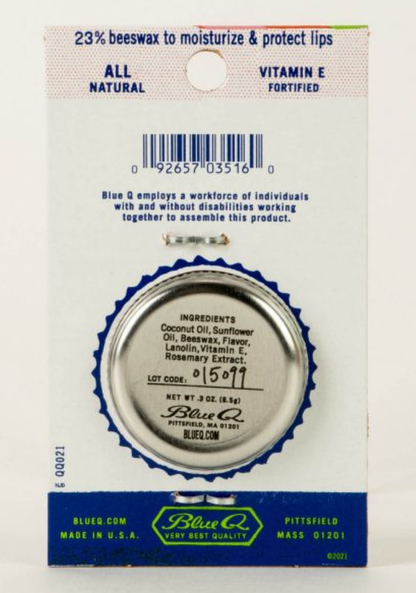 23% beeswax to moisturize & protect lips
ALL
NATURAL
VITAMIN E
FORTIFIED
0 92657 03516 0
Blue Q employs a workforce of individuals
with and without disabilities working
together to assemble this product.
INGREDIENTS
Coconut Oil, Sunflower
Oil, Beeswax, Flavor,
Lanolin, Vitamin E,
Rosemary Extract.
LOT CODE: 015099
NET WT .3 OZ. (8.5g)
Blue Q
PITTSFIELD, MA 01201
BLUEQ.COM
QQ021
BLUEQ.COM
MADE IN U.S.A.
Blue Q
VERY BEST QUALITY
PITTSFIELD
MASS 01201
©2021